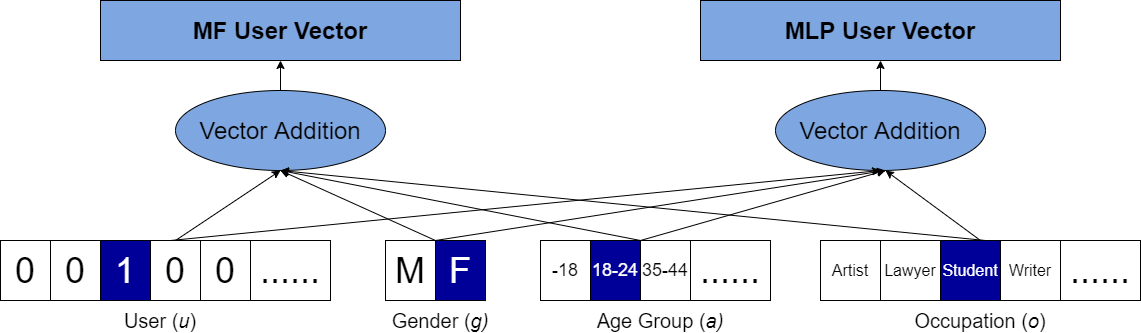 MF User Vector
MLP User Vector
Vector Addition
Vector Addition
0 0 1 0 0 ......
M F
-18 18-24 35-44 ......
Artist Lawyer Student Writer ......
User (u)
Gender (g)
Age Group (a)
Occupation (o)